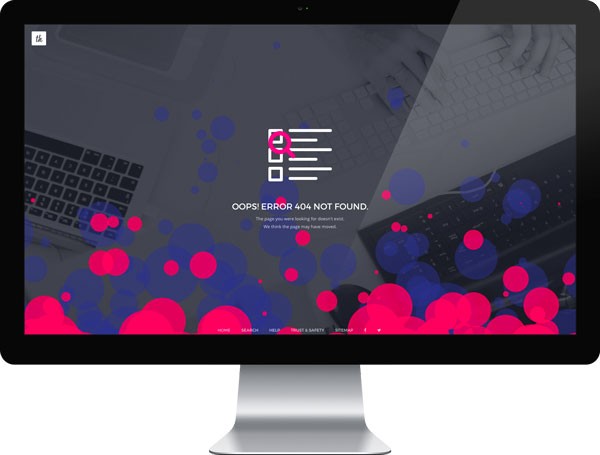 tk
OOPS! ERROR 404 NOT FOUND.
The page you were looking for doesn't exist.
We think the page may have moved.
HOME SEARCH HELP TRUST & SAFETY SITEMAP f